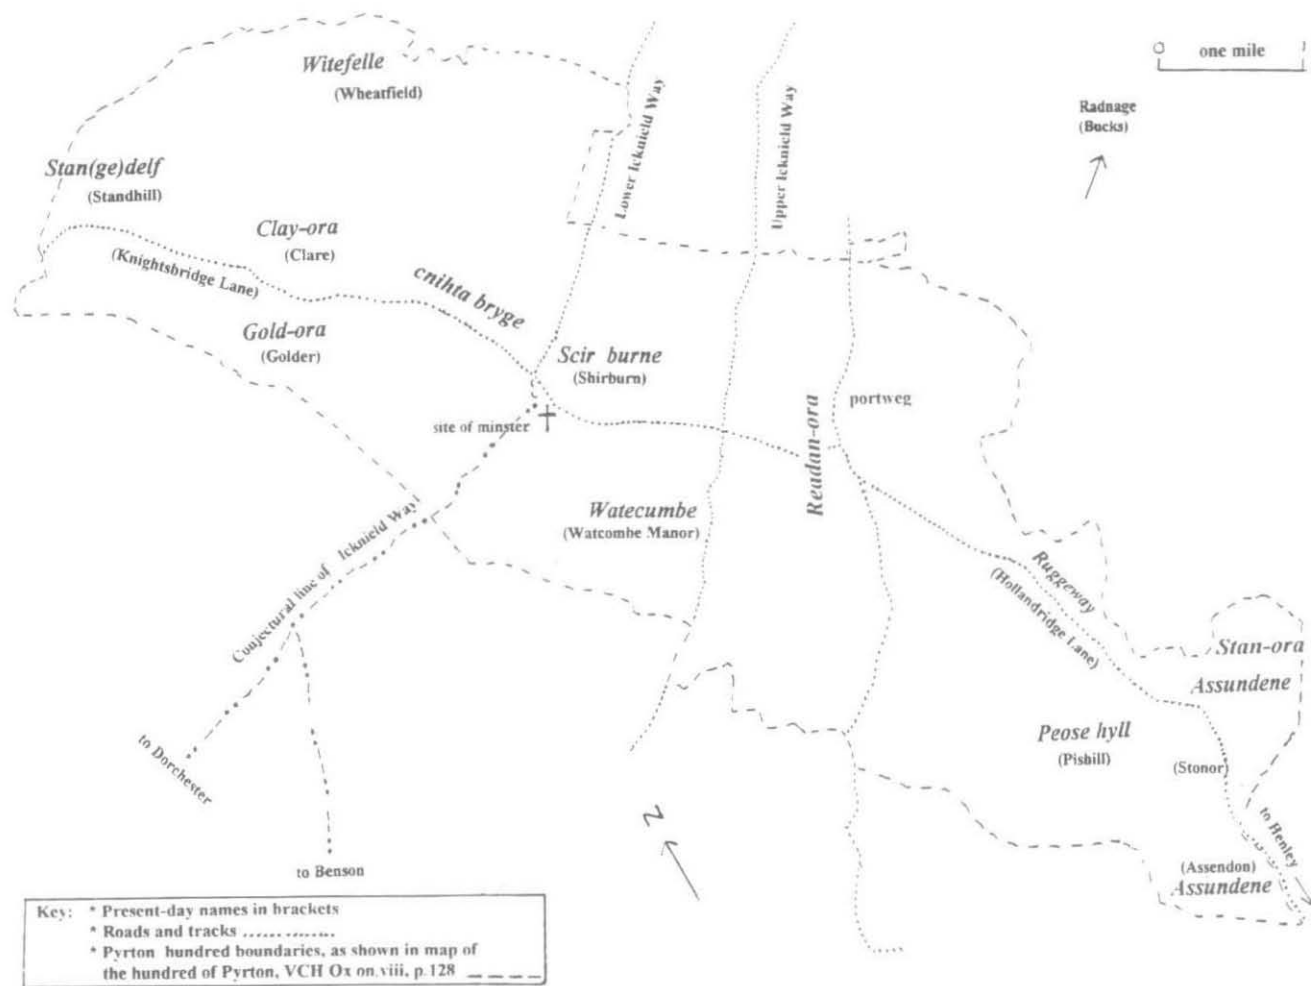 one mile
Radnage
(Bucks)
Witefelle
(Wheatfield)
Lower Icknield Way
Upper Icknield Way
Stan(ge)delf
(Standhill)
Clay-ora
(Clare)
(Knightsbridge Lane)
cnihta bryge
Gold-ora
(Golder)
Scir burne
(Shirburn)
site of minster
Readan-ora
portweg
Watecumbe
(Watcombe Manor)
Conjectural line of Icknield Way
Ruggeway
(Hollandridge Lane)
Stan-ora
Assundene
Peose hyll
(Pishill)
(Stonor)
to Dorchester
to Benson
N
to Henley
(Assendon)
Assundene
Key: * Present-day names in brackets
* Roads and tracks ..............
* Pyrton hundred boundaries, as shown in map of
the hundred of Pyrton, VCH Ox on.viii, p.128 _ _ _ _